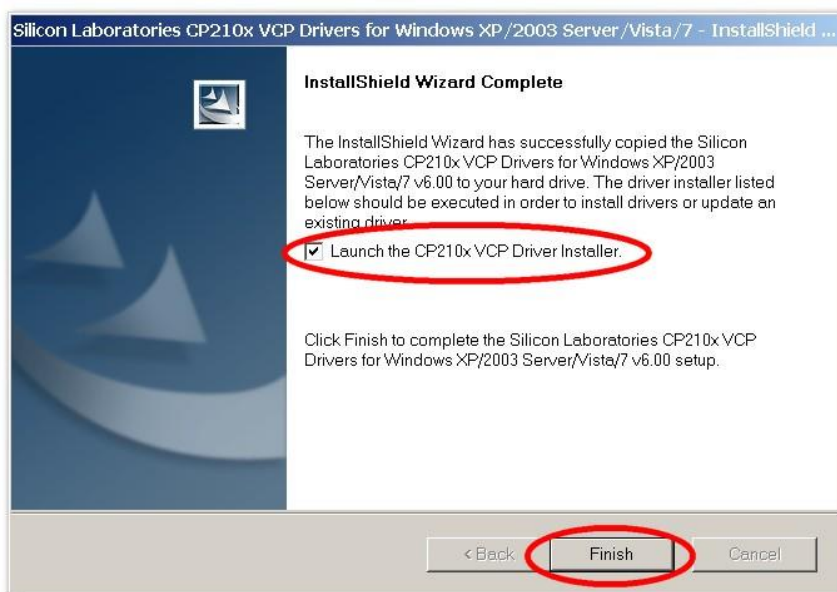 Silicon Laboratories CP210x VCP Drivers for Windows XP/2003 Server/Vista/7 - InstallShield ...
InstallShield Wizard Complete
The InstallShield Wizard has successfully copied the Silicon
Laboratories CP210x VCP Drivers for Windows XP/2003
Server/Vista/7 v6.00 to your hard drive. The driver installer listed
below should be executed in order to install drivers or update an
existing driver.
Launch the CP210x VCP Driver Installer.
Click Finish to complete the Silicon Laboratories CP210x VCP
Drivers for Windows XP/2003 Server/Vista/7 v6.00 setup.
< Back Finish Cancel